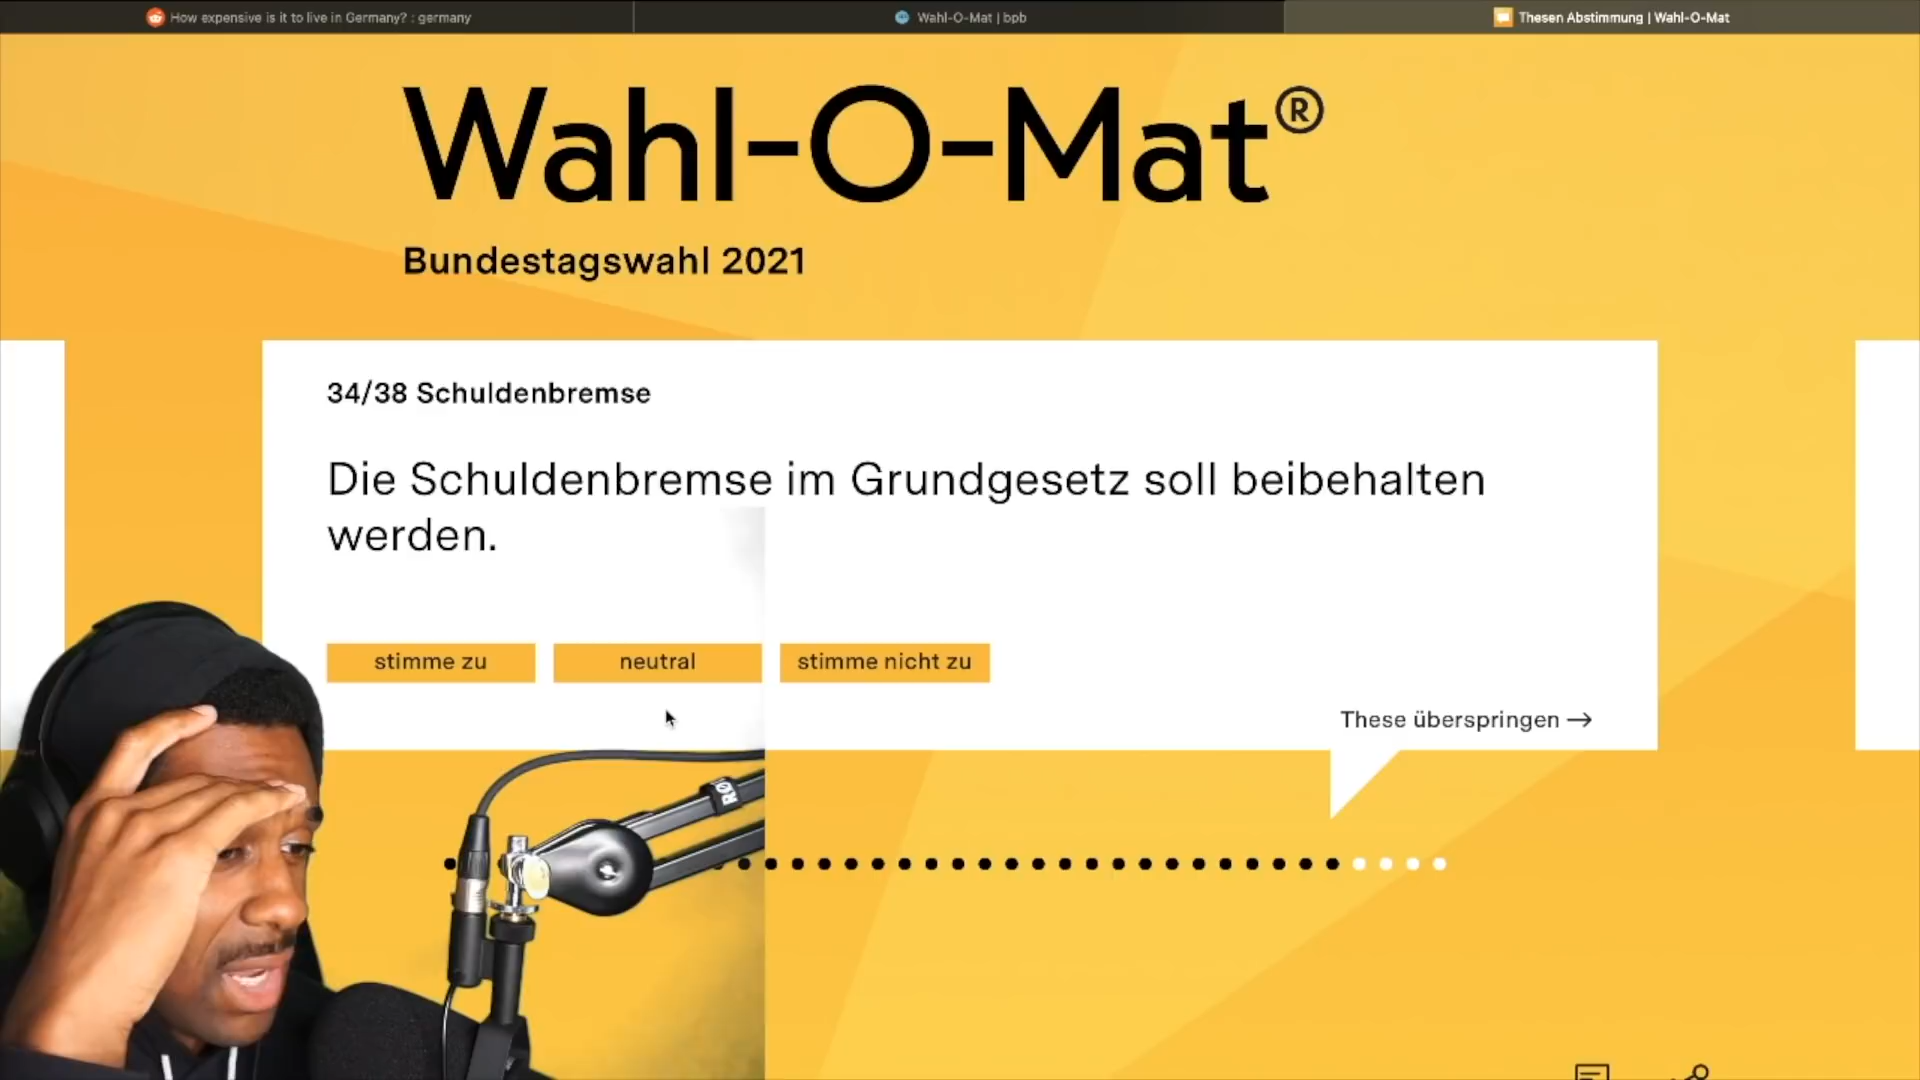 How expensive is it to live in Germany? : germany
Wahl-O-Mat | bpb
Thesen Abstimmung | Wahl-O-Mat
Wahl-O-Mat®
Bundestagswahl 2021
34/38 Schuldenbremse
Die Schuldenbremse im Grundgesetz soll beibehalten
werden.
stimme zu
neutral
stimme nicht zu
These überspringen →